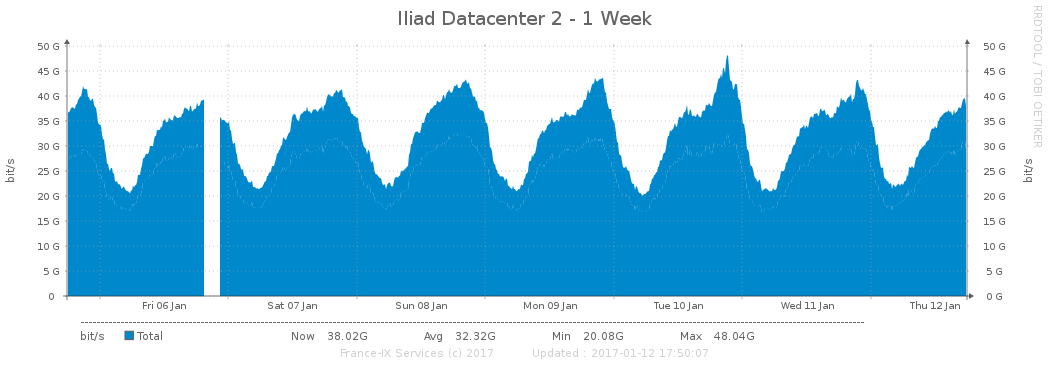 Iliad Datacenter 2 - 1 Week
RRDTOOL / TOBI OETIKER
bit/s
50 G 50 G
45 G 45 G
40 G 40 G
35 G 35 G
30 G 30 G
25 G 25 G
20 G 20 G
15 G 15 G
10 G 10 G
5 G 5 G
0 0 G
bit/s
Fri 06 Jan Sat 07 Jan Sun 08 Jan Mon 09 Jan Tue 10 Jan Wed 11 Jan Thu 12 Jan
bit/s Total Now 38.02G Avg 32.32G Min 20.08G Max 48.04G
France-IX Services (c) 2017 Updated : 2017-01-12 17:50:07